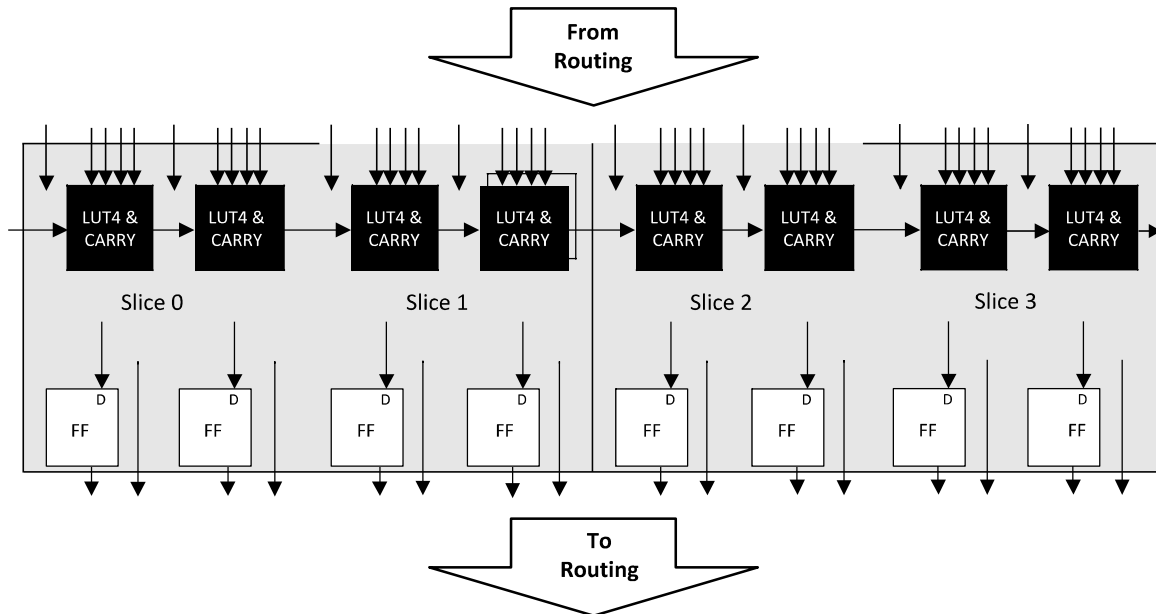 From
Routing
LUT4 &
CARRY
LUT4 &
CARRY
LUT4 &
CARRY
LUT4 &
CARRY
LUT4 &
CARRY
LUT4 &
CARRY
LUT4 &
CARRY
LUT4 &
CARRY
Slice 0
Slice 1
Slice 2
Slice 3
D
FF
D
FF
D
FF
D
FF
D
FF
D
FF
D
FF
D
FF
To
Routing